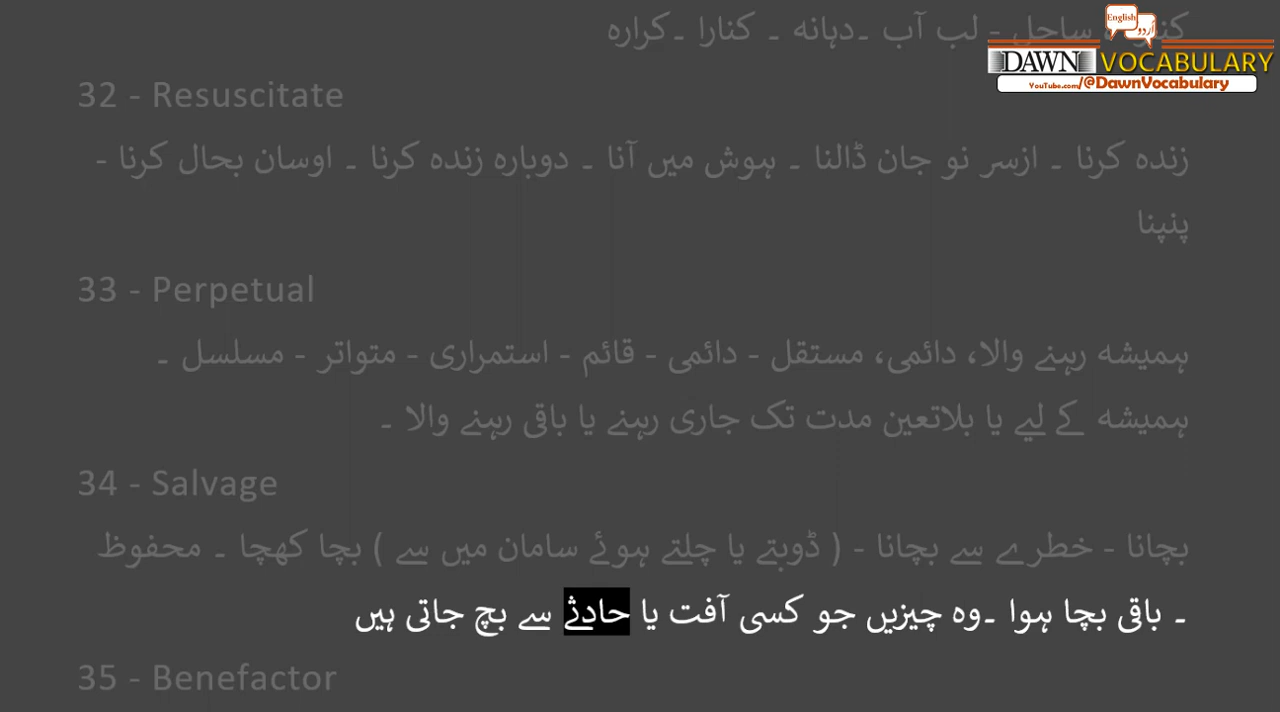 کنارہ - ساحل - لب آب ۔دہانہ ۔ کنارا ۔کرارہ
English
اردو
DAWN VOCABULARY
YouTube.com/@DawnVocabulary
32 - Resuscitate
زندہ کرنا ۔ ازسر نو جان ڈالنا ۔ ہوش میں آنا ۔ دوبارہ زندہ کرنا ۔ اوسان بحال کرنا -
پنپنا
33 - Perpetual
ہمیشہ رہنے والا، دائمی، مستقل - دائمی - قائم - استمراری - متواتر - مسلسل ۔
ہمیشہ کے لیے یا بلاتعین مدت تک جاری رہنے یا باقی رہنے والا ۔
34 - Salvage
بچانا - خطرے سے بچانا - ( ڈوبتے یا جلتے ہوئے سامان میں سے ) بچا کھچا ۔ محفوظ
۔ باقی بچا ہوا ۔وہ چیزیں جو کسی آفت یا حادثے سے بچ جاتی ہیں
35 - Benefactor